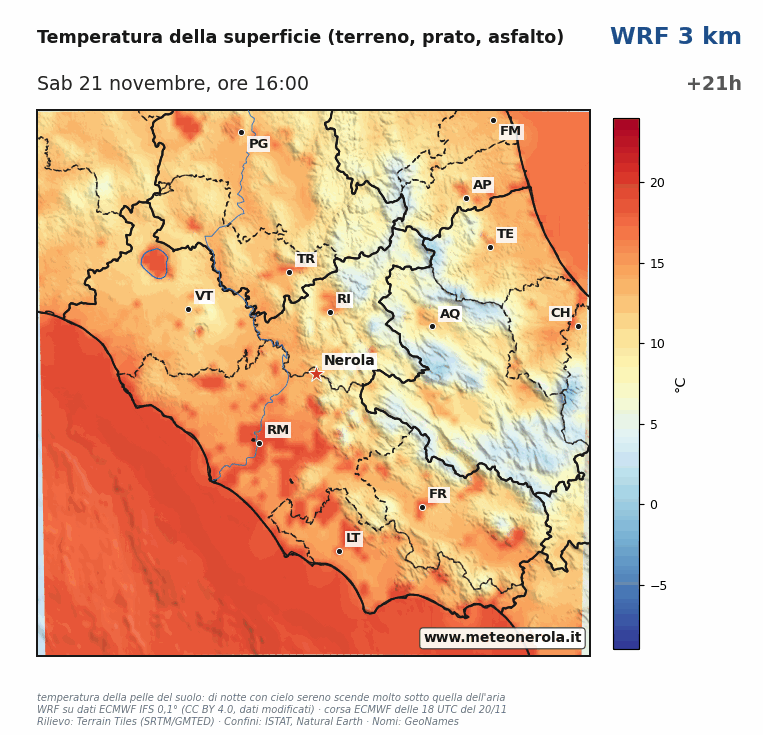 Temperatura della superficie (terreno, prato, asfalto)
WRF 3 km
Sab 21 novembre, ore 16:00
+21h
FM
PG
AP
TE
TR
VT
RI
AQ
CH
Nerola
RM
FR
LT
20
15
10
5
0
−5
°C
www.meteonerola.it
temperatura della pelle del suolo: di notte con cielo sereno scende molto sotto quella dell'aria
WRF su dati ECMWF IFS 0,1° (CC BY 4.0, dati modificati) · corsa ECMWF delle 18 UTC del 20/11
Rilievo: Terrain Tiles (SRTM/GMTED) · Confini: ISTAT, Natural Earth · Nomi: GeoNames